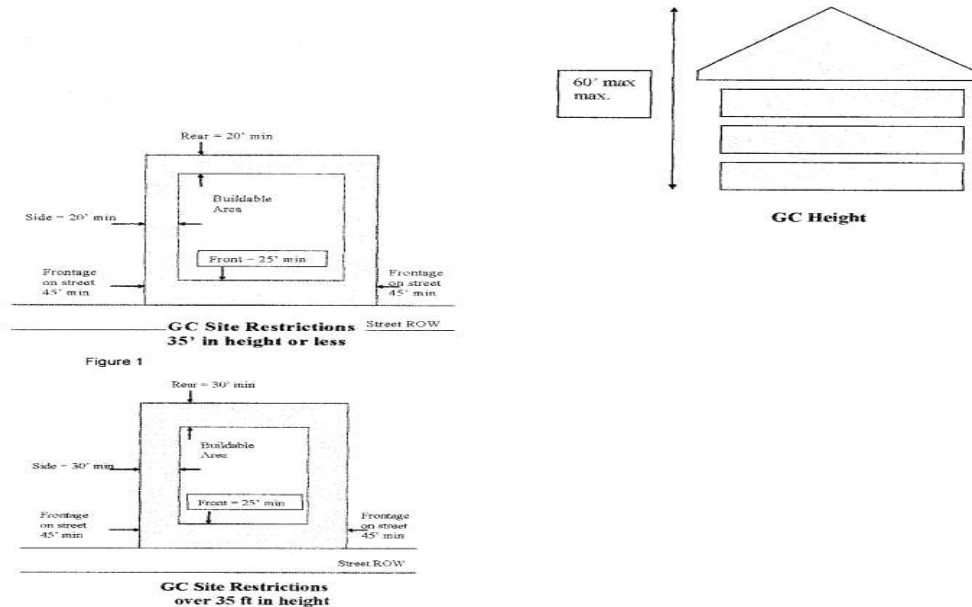 60' max
max.
GC Height
Rear = 20' min
Buildable
Area
Side = 20' min
Front = 25' min
Frontage
on street
45' min
Frontage
on street
45' min
Street ROW
GC Site Restrictions
35' in height or less
Figure 1
Rear = 30' min
Buildable
Area
Side = 30' min
Front = 25' min
Frontage
on street
45' min
Frontage
on street
45' min
Street ROW
GC Site Restrictions
over 35 ft in height